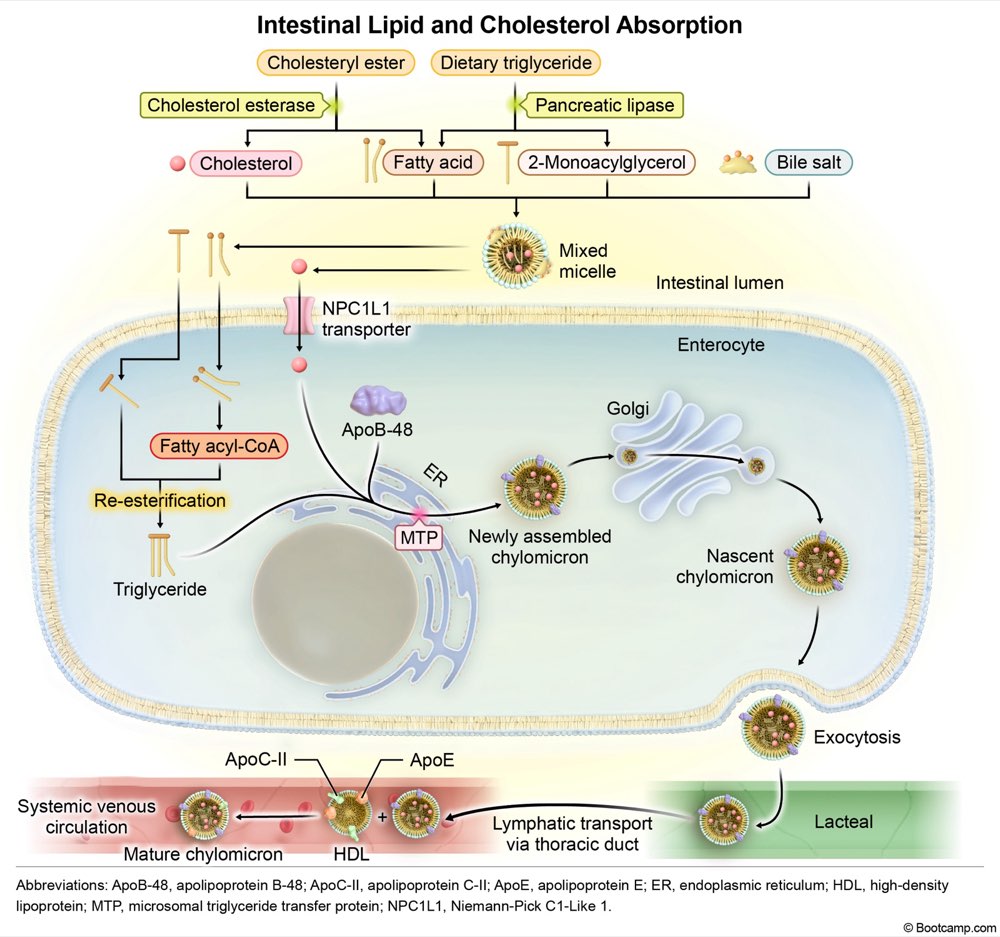 Intestinal Lipid and Cholesterol Absorption
Cholesteryl ester
Dietary triglyceride
Cholesterol esterase
Pancreatic lipase
Cholesterol
Fatty acid
2-Monoacylglycerol
Bile salt
Mixed
micelle
Intestinal lumen
NPC1L1
transporter
Enterocyte
ApoB-48
Golgi
Fatty acyl-CoA
ER
Re-esterification
MTP
Newly assembled
chylomicron
Nascent
chylomicron
Triglyceride
Exocytosis
ApoC-II
ApoE
Systemic venous
circulation
+
Lymphatic transport
via thoracic duct
Lacteal
Mature chylomicron
HDL
Abbreviations: ApoB-48, apolipoprotein B-48; ApoC-II, apolipoprotein C-II; ApoE, apolipoprotein E; ER, endoplasmic reticulum; HDL, high-density
lipoprotein; MTP, microsomal triglyceride transfer protein; NPC1L1, Niemann-Pick C1-Like 1.
© Bootcamp.com